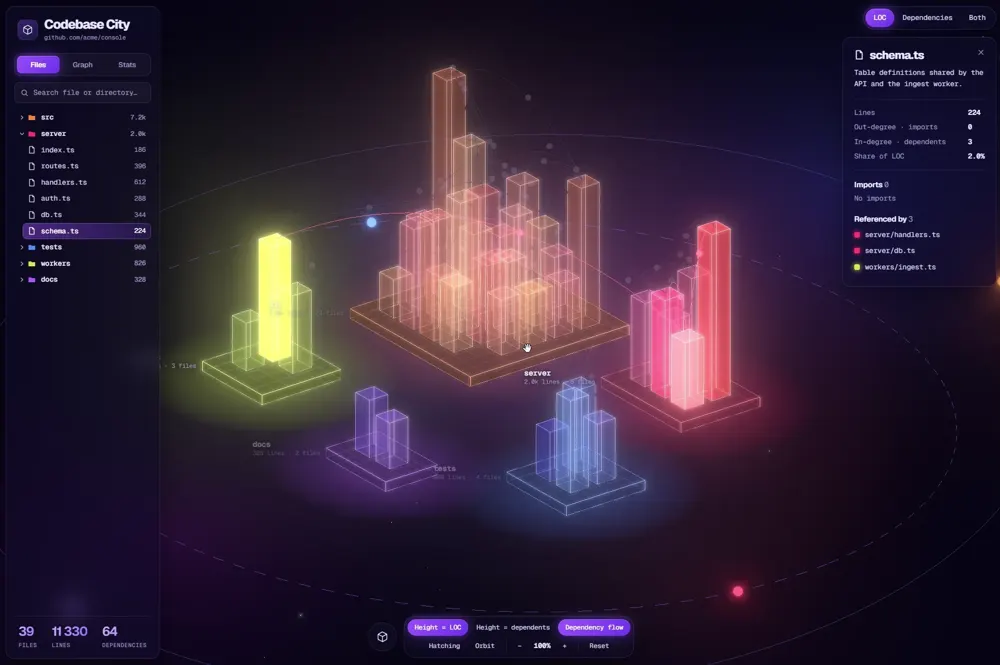 Codebase City
github.com/acme/console
Files Graph Stats
Search file or directory…
src 7.2k
server 2.0k
index.ts 186
routes.ts 396
handlers.ts 612
auth.ts 288
db.ts 344
schema.ts 224
tests 960
workers 826
docs 328
39 11 330 64
FILES LINES DEPENDENCIES
LOC Dependencies Both
schema.ts
Table definitions shared by the
API and the ingest worker.
Lines 224
Out-degree · imports 0
In-degree · dependents 3
Share of LOC 2.0%
Imports 0
No imports
Referenced by 3
server/handlers.ts
server/db.ts
workers/ingest.ts
· 3 files
server
2.0k lines
docs
tests
Height = LOC Height = dependents Dependency flow
Hatching Orbit − 100% + Reset